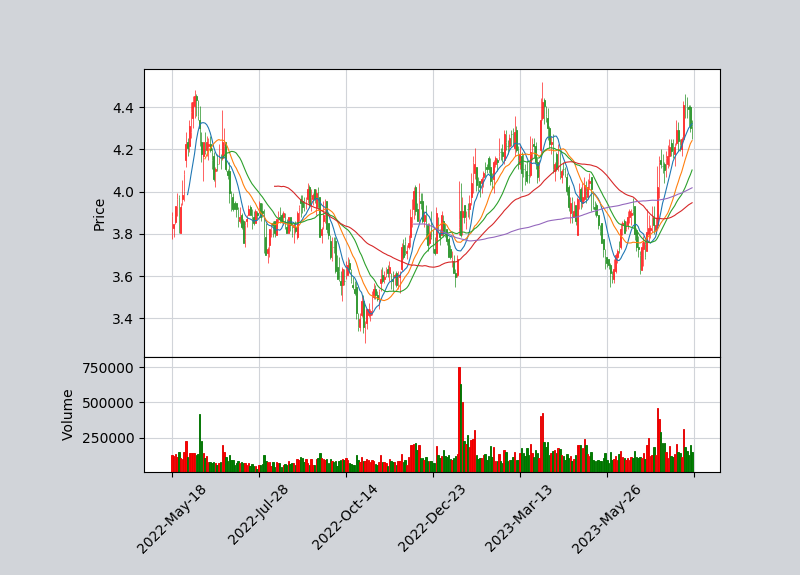 Price
4.4
4.2
4.0
3.8
3.6
3.4
Volume
750000
500000
250000
2022-May-18
2022-Jul-28
2022-Oct-14
2022-Dec-23
2023-Mar-13
2023-May-26